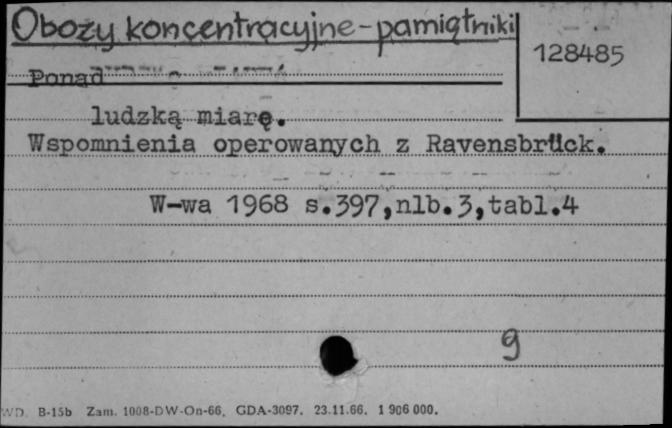 Obozy koncentracyjne - pamiętniki
128485
Ponad
ludzką miarę.
Wspomnienia operowanych z Ravensbrück.
W-wa 1968 s.397,nlb.3,tabl.4
9
WD. B-15b Zam. 1008-DW-On-66. GDA-3097. 23.11.66. 1 906 000.